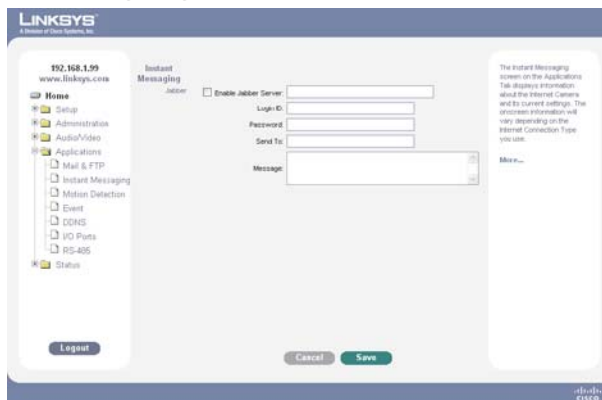 LINKSYS®
A Division of Cisco Systems, Inc.
192.168.1.99
www.linksys.com
Home
Setup
Administration
Audio/Video
Applications
Mail & FTP
Instant Messaging
Motion Detection
Event
DDNS
I/O Ports
RS-485
Status
Logout
Instant
Messaging
Jabber
Enable Jabber Server:
Login ID:
Password:
Send To:
Message:
Cancel
Save
The Instant Messaging
screen on the Applications
Tab displays information
about the Internet Camera
and its current settings. The
onscreen information will
vary depending on the
Internet Connection Type
you use.
More...
CISCO